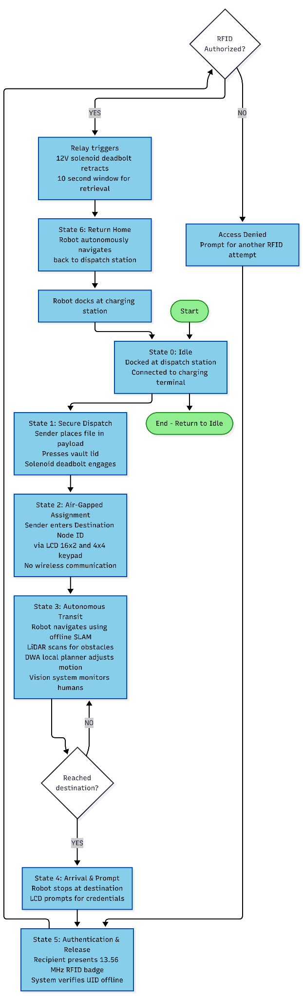 RFID
Authorized?
YES
NO
Relay triggers
12V solenoid deadbolt
retracts
10 second window for
retrieval
State 6: Return Home
Robot autonomously
navigates
back to dispatch station
Access Denied
Prompt for another RFID
attempt
Robot docks at charging
station
Start
State 0: Idle
Docked at dispatch station
Connected to charging
terminal
State 1: Secure Dispatch
Sender places file in
payload
Presses vault lid
Solenoid deadbolt engages
End - Return to Idle
State 2: Air-Gapped
Assignment
Sender enters Destination
Node ID
via LCD 16x2 and 4x4
keypad
No wireless communication
State 3: Autonomous
Transit
Robot navigates using
offline SLAM
LiDAR scans for obstacles
DWA local planner adjusts
motion
Vision system monitors
humans
NO
Reached
destination?
YES
State 4: Arrival & Prompt
Robot stops at destination
LCD prompts for credentials
State 5: Authentication &
Release
Recipient presents 13.56
MHz RFID badge
System verifies UID offline